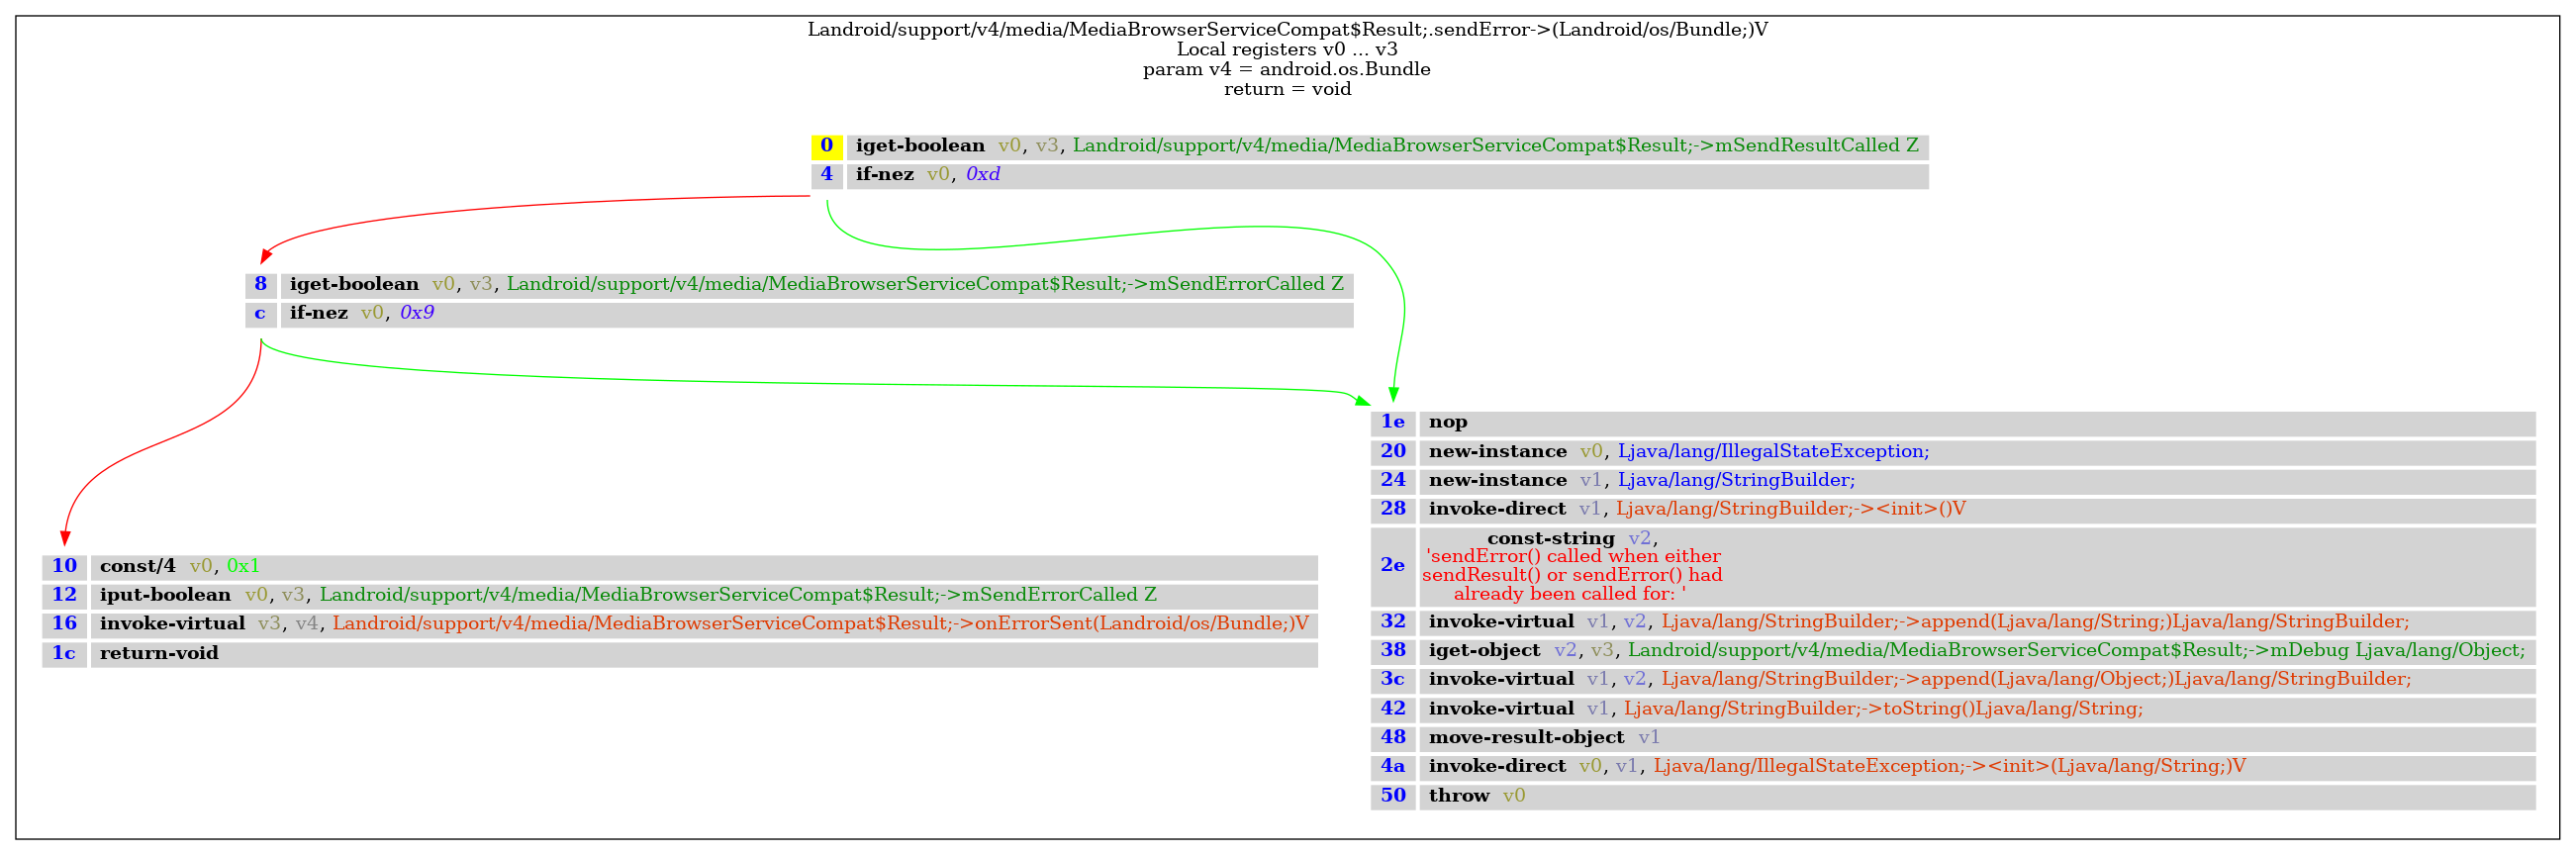 Landroid/support/v4/media/MediaBrowserServiceCompat$Result;.sendError->(Landroid/os/Bundle;)V
Local registers v0 ... v3
param v4 = android.os.Bundle
return = void
0 iget-boolean v0, v3, Landroid/support/v4/media/MediaBrowserServiceCompat$Result;->mSendResultCalled Z
4 if-nez v0, 0xd
8 iget-boolean v0, v3, Landroid/support/v4/media/MediaBrowserServiceCompat$Result;->mSendErrorCalled Z
c if-nez v0, 0x9
10 const/4 v0, 0x1
12 iput-boolean v0, v3, Landroid/support/v4/media/MediaBrowserServiceCompat$Result;->mSendErrorCalled Z
16 invoke-virtual v3, v4, Landroid/support/v4/media/MediaBrowserServiceCompat$Result;->onErrorSent(Landroid/os/Bundle;)V
1c return-void
1e nop
20 new-instance v0, Ljava/lang/IllegalStateException;
24 new-instance v1, Ljava/lang/StringBuilder;
28 invoke-direct v1, Ljava/lang/StringBuilder;-><init>()V
2e const-string v2,
'sendError() called when either
sendResult() or sendError() had
already been called for: '
32 invoke-virtual v1, v2, Ljava/lang/StringBuilder;->append(Ljava/lang/String;)Ljava/lang/StringBuilder;
38 iget-object v2, v3, Landroid/support/v4/media/MediaBrowserServiceCompat$Result;->mDebug Ljava/lang/Object;
3c invoke-virtual v1, v2, Ljava/lang/StringBuilder;->append(Ljava/lang/Object;)Ljava/lang/StringBuilder;
42 invoke-virtual v1, Ljava/lang/StringBuilder;->toString()Ljava/lang/String;
48 move-result-object v1
4a invoke-direct v0, v1, Ljava/lang/IllegalStateException;-><init>(Ljava/lang/String;)V
50 throw v0